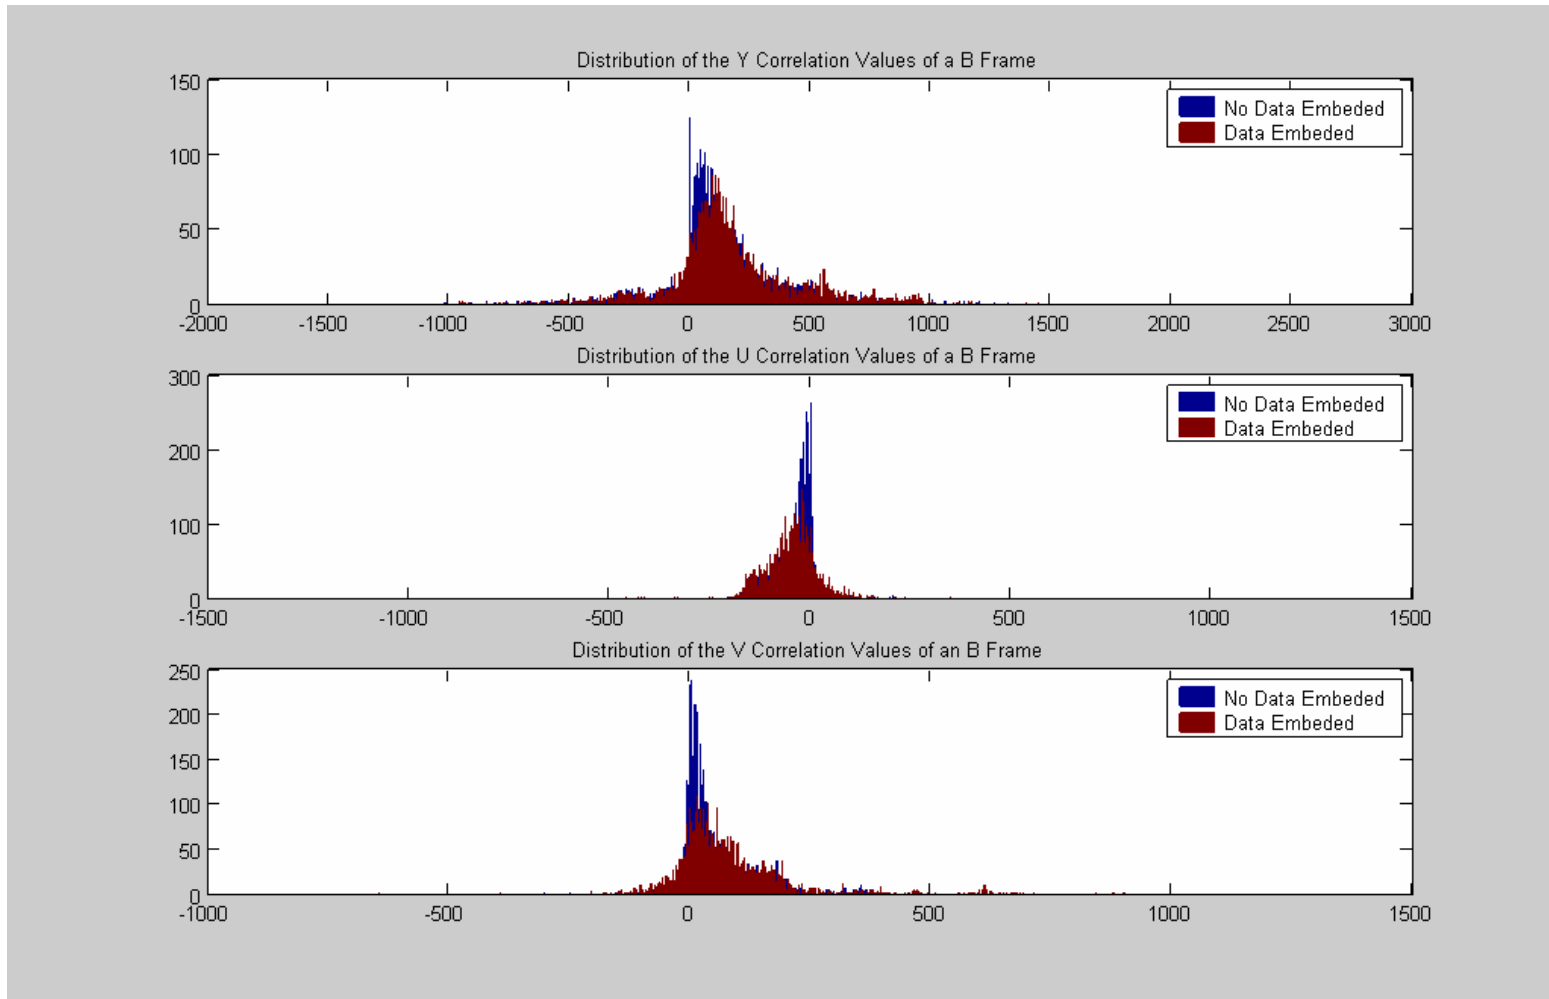 Distribution of the Y Correlation Values of a B Frame
150
100
50
0
-2000 -1500 -1000 -500 0 500 1000 1500 2000 2500 3000
No Data Embeded
Data Embeded
Distribution of the U Correlation Values of a B Frame
300
200
100
0
-1500 -1000 -500 0 500 1000 1500
No Data Embeded
Data Embeded
Distribution of the V Correlation Values of an B Frame
250
200
150
100
50
0
-1000 -500 0 500 1000 1500
No Data Embeded
Data Embeded